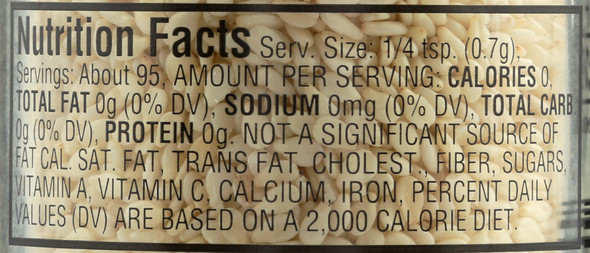 Nutrition Facts Serv. Size: 1/4 tsp. (0.7g),
Servings: About 95, AMOUNT PER SERVING: CALORIES 0,
TOTAL FAT 0g (0% DV), SODIUM 0mg (0% DV), TOTAL CARB.
0g (0% DV), PROTEIN 0g. NOT A SIGNIFICANT SOURCE OF
FAT CAL. SAT. FAT, TRANS FAT, CHOLEST., FIBER, SUGARS,
VITAMIN A, VITAMIN C, CALCIUM, IRON, PERCENT DAILY
VALUES (DV) ARE BASED ON A 2,000 CALORIE DIET.